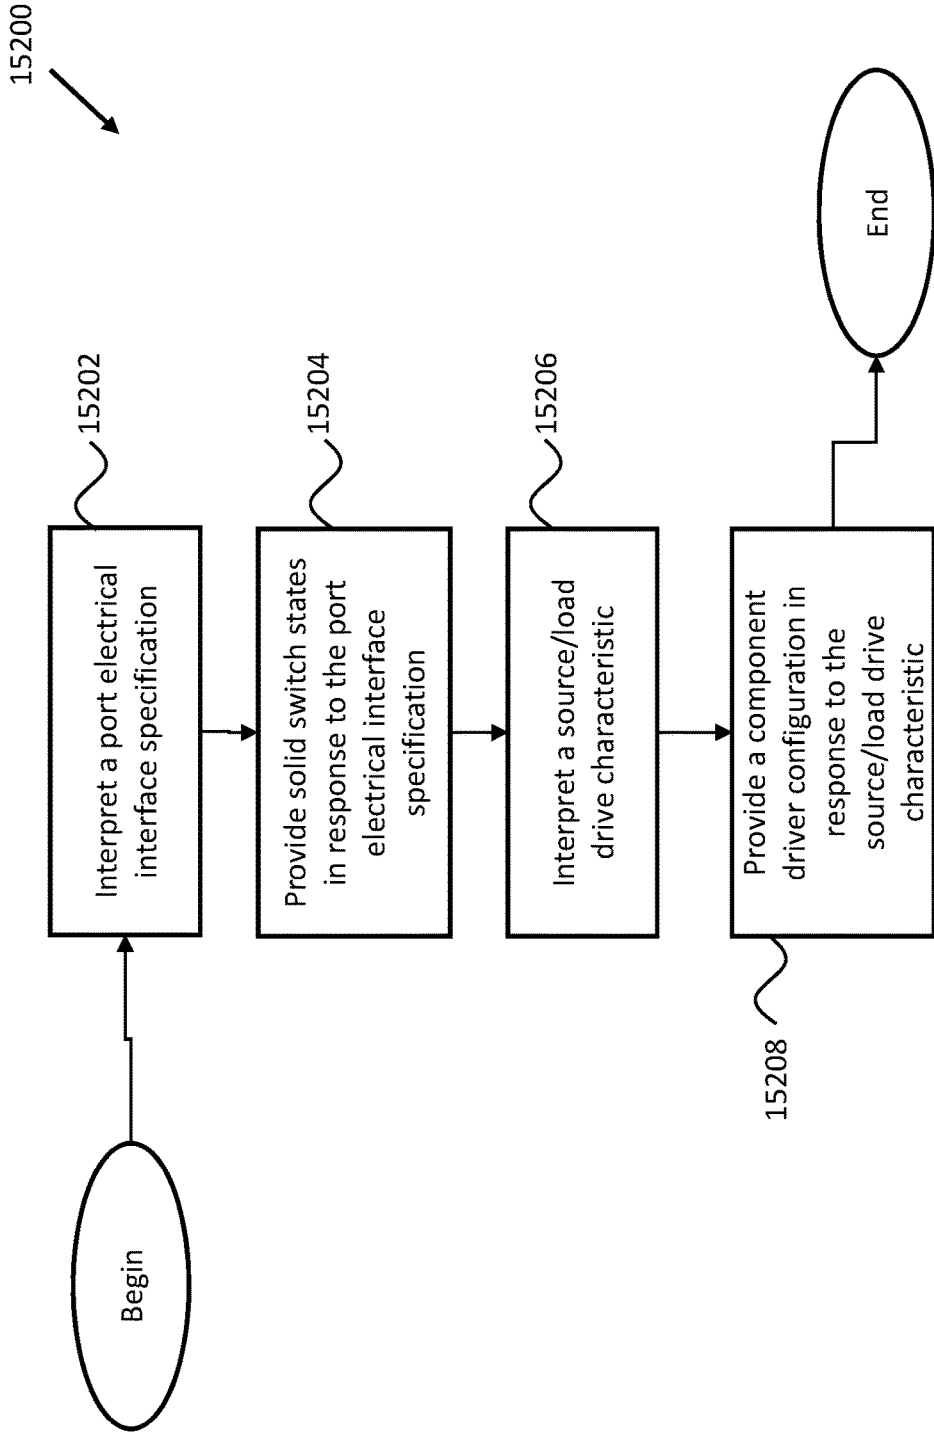 15200
Begin
Interpret a port electrical
interface specification
15202
Provide solid switch states
in response to the port
electrical interface
specification
15204
Interpret a source/load
drive characteristic
15206
Provide a component
driver configuration in
response to the
source/load drive
characteristic
15208
End